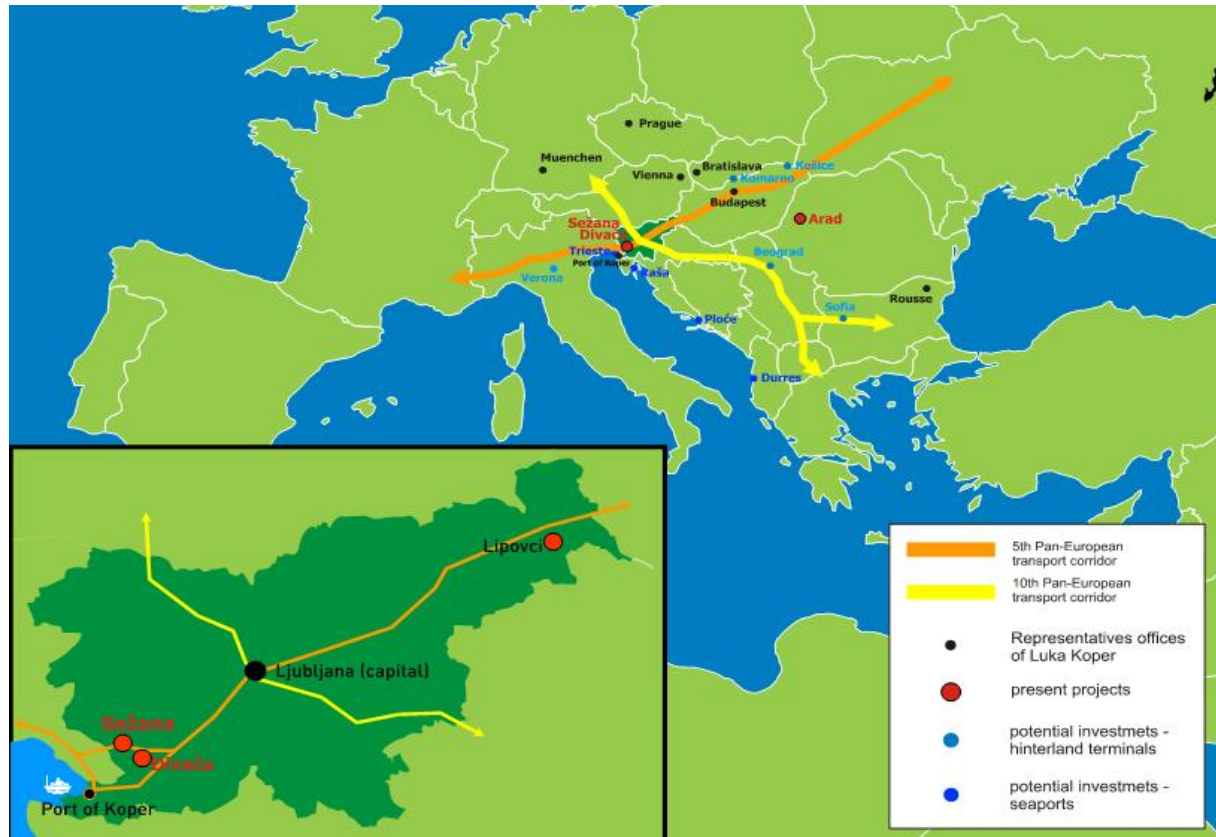 Prague
Muenchen
Bratislava
Vienna
Košice
Komarno
Budapest
Sežana
Divača
Arad
Trieste
Port of Koper
Verona
Raša
Beograd
Rousse
Sofia
Ploče
Durres
Lipovci
Ljubljana (capital)
Sežana
Divača
Port of Koper
5th Pan-European
transport corridor
10th Pan-European
transport corridor
Representatives offices
of Luka Koper
present projects
potential investmets -
hinterland terminals
potential investmets -
seaports